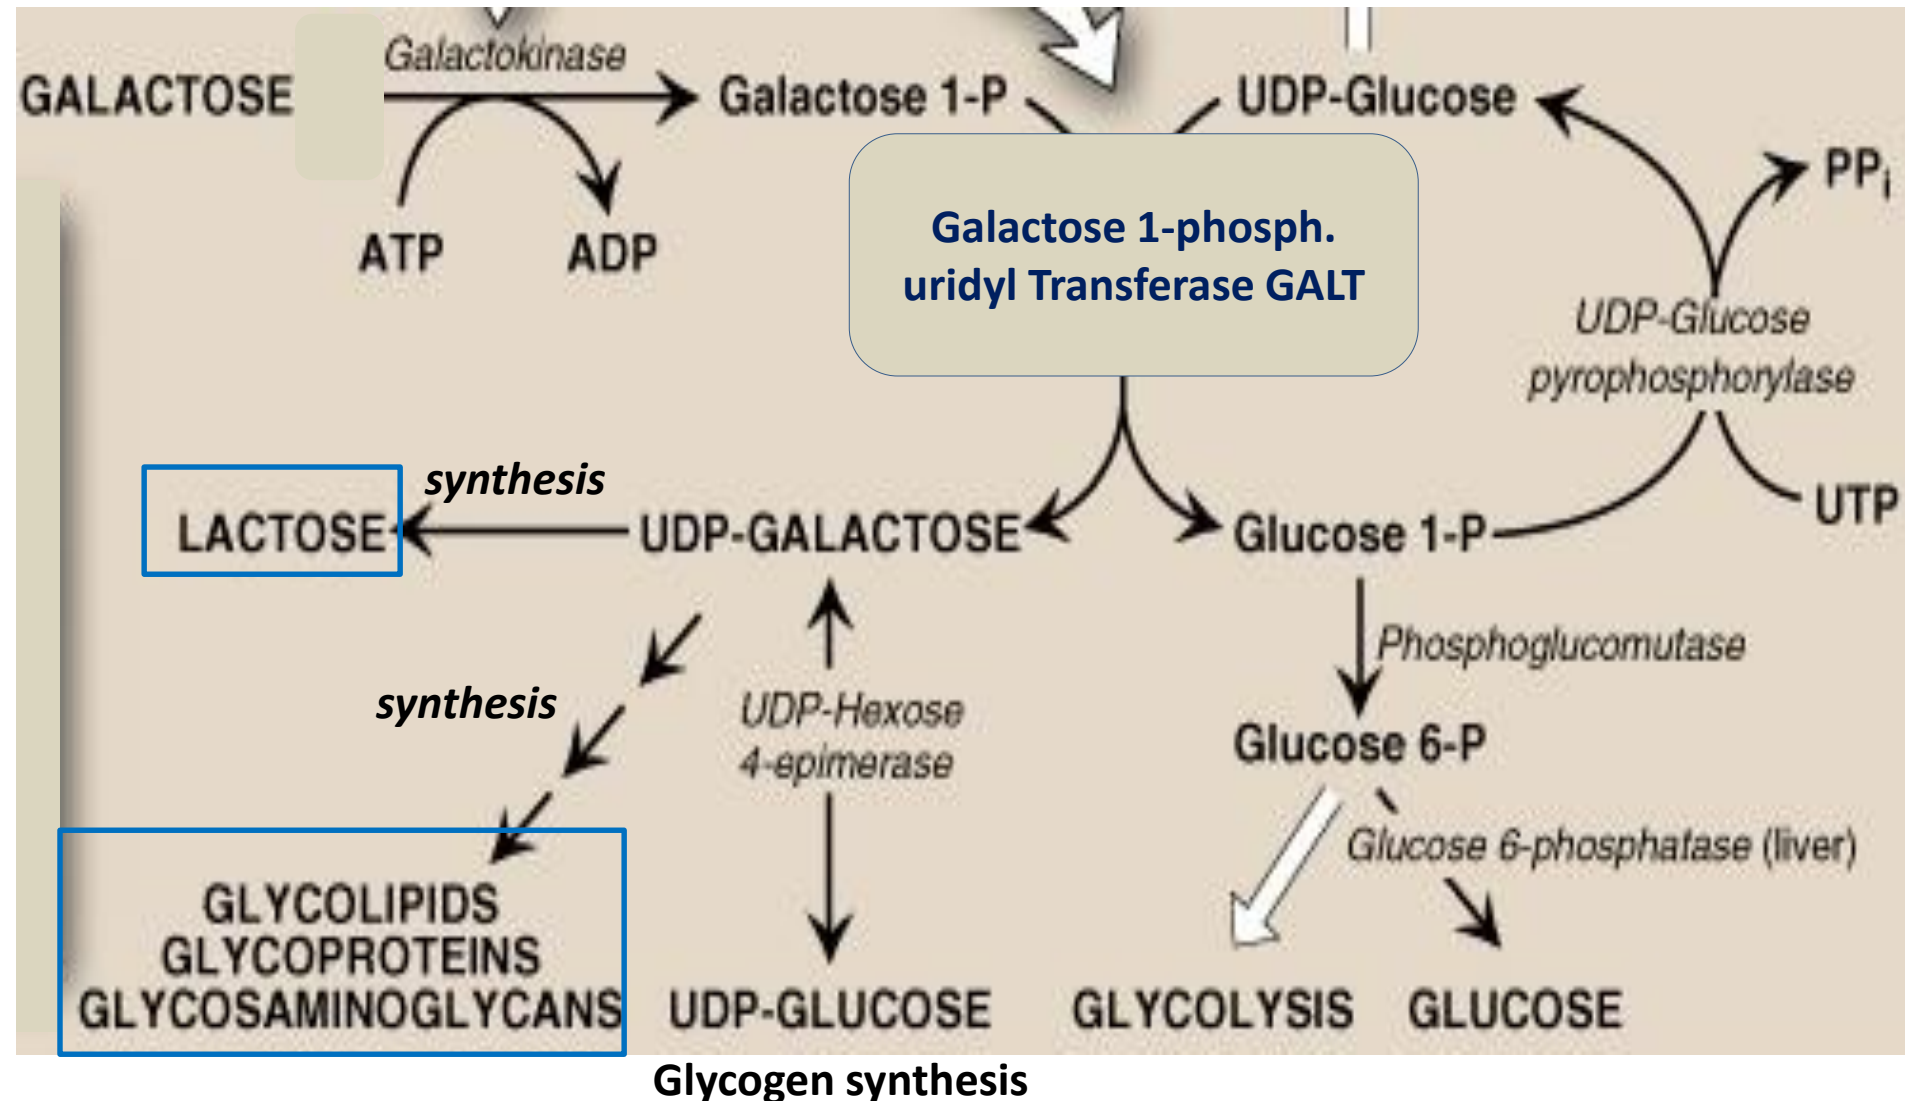 Galactokinase
GALACTOSE
Galactose 1-P
UDP-Glucose
PPi
ATP
ADP
Galactose 1-phosph.
uridyl Transferase GALT
UDP-Glucose
pyrophosphorylase
synthesis
LACTOSE
UDP-GALACTOSE
Glucose 1-P
UTP
Phosphoglucomutase
synthesis
UDP-Hexose
4-epimerase
Glucose 6-P
Glucose 6-phosphatase (liver)
GLYCOLIPIDS
GLYCOPROTEINS
GLYCOSAMINOGLYCANS
UDP-GLUCOSE
GLYCOLYSIS
GLUCOSE
Glycogen synthesis